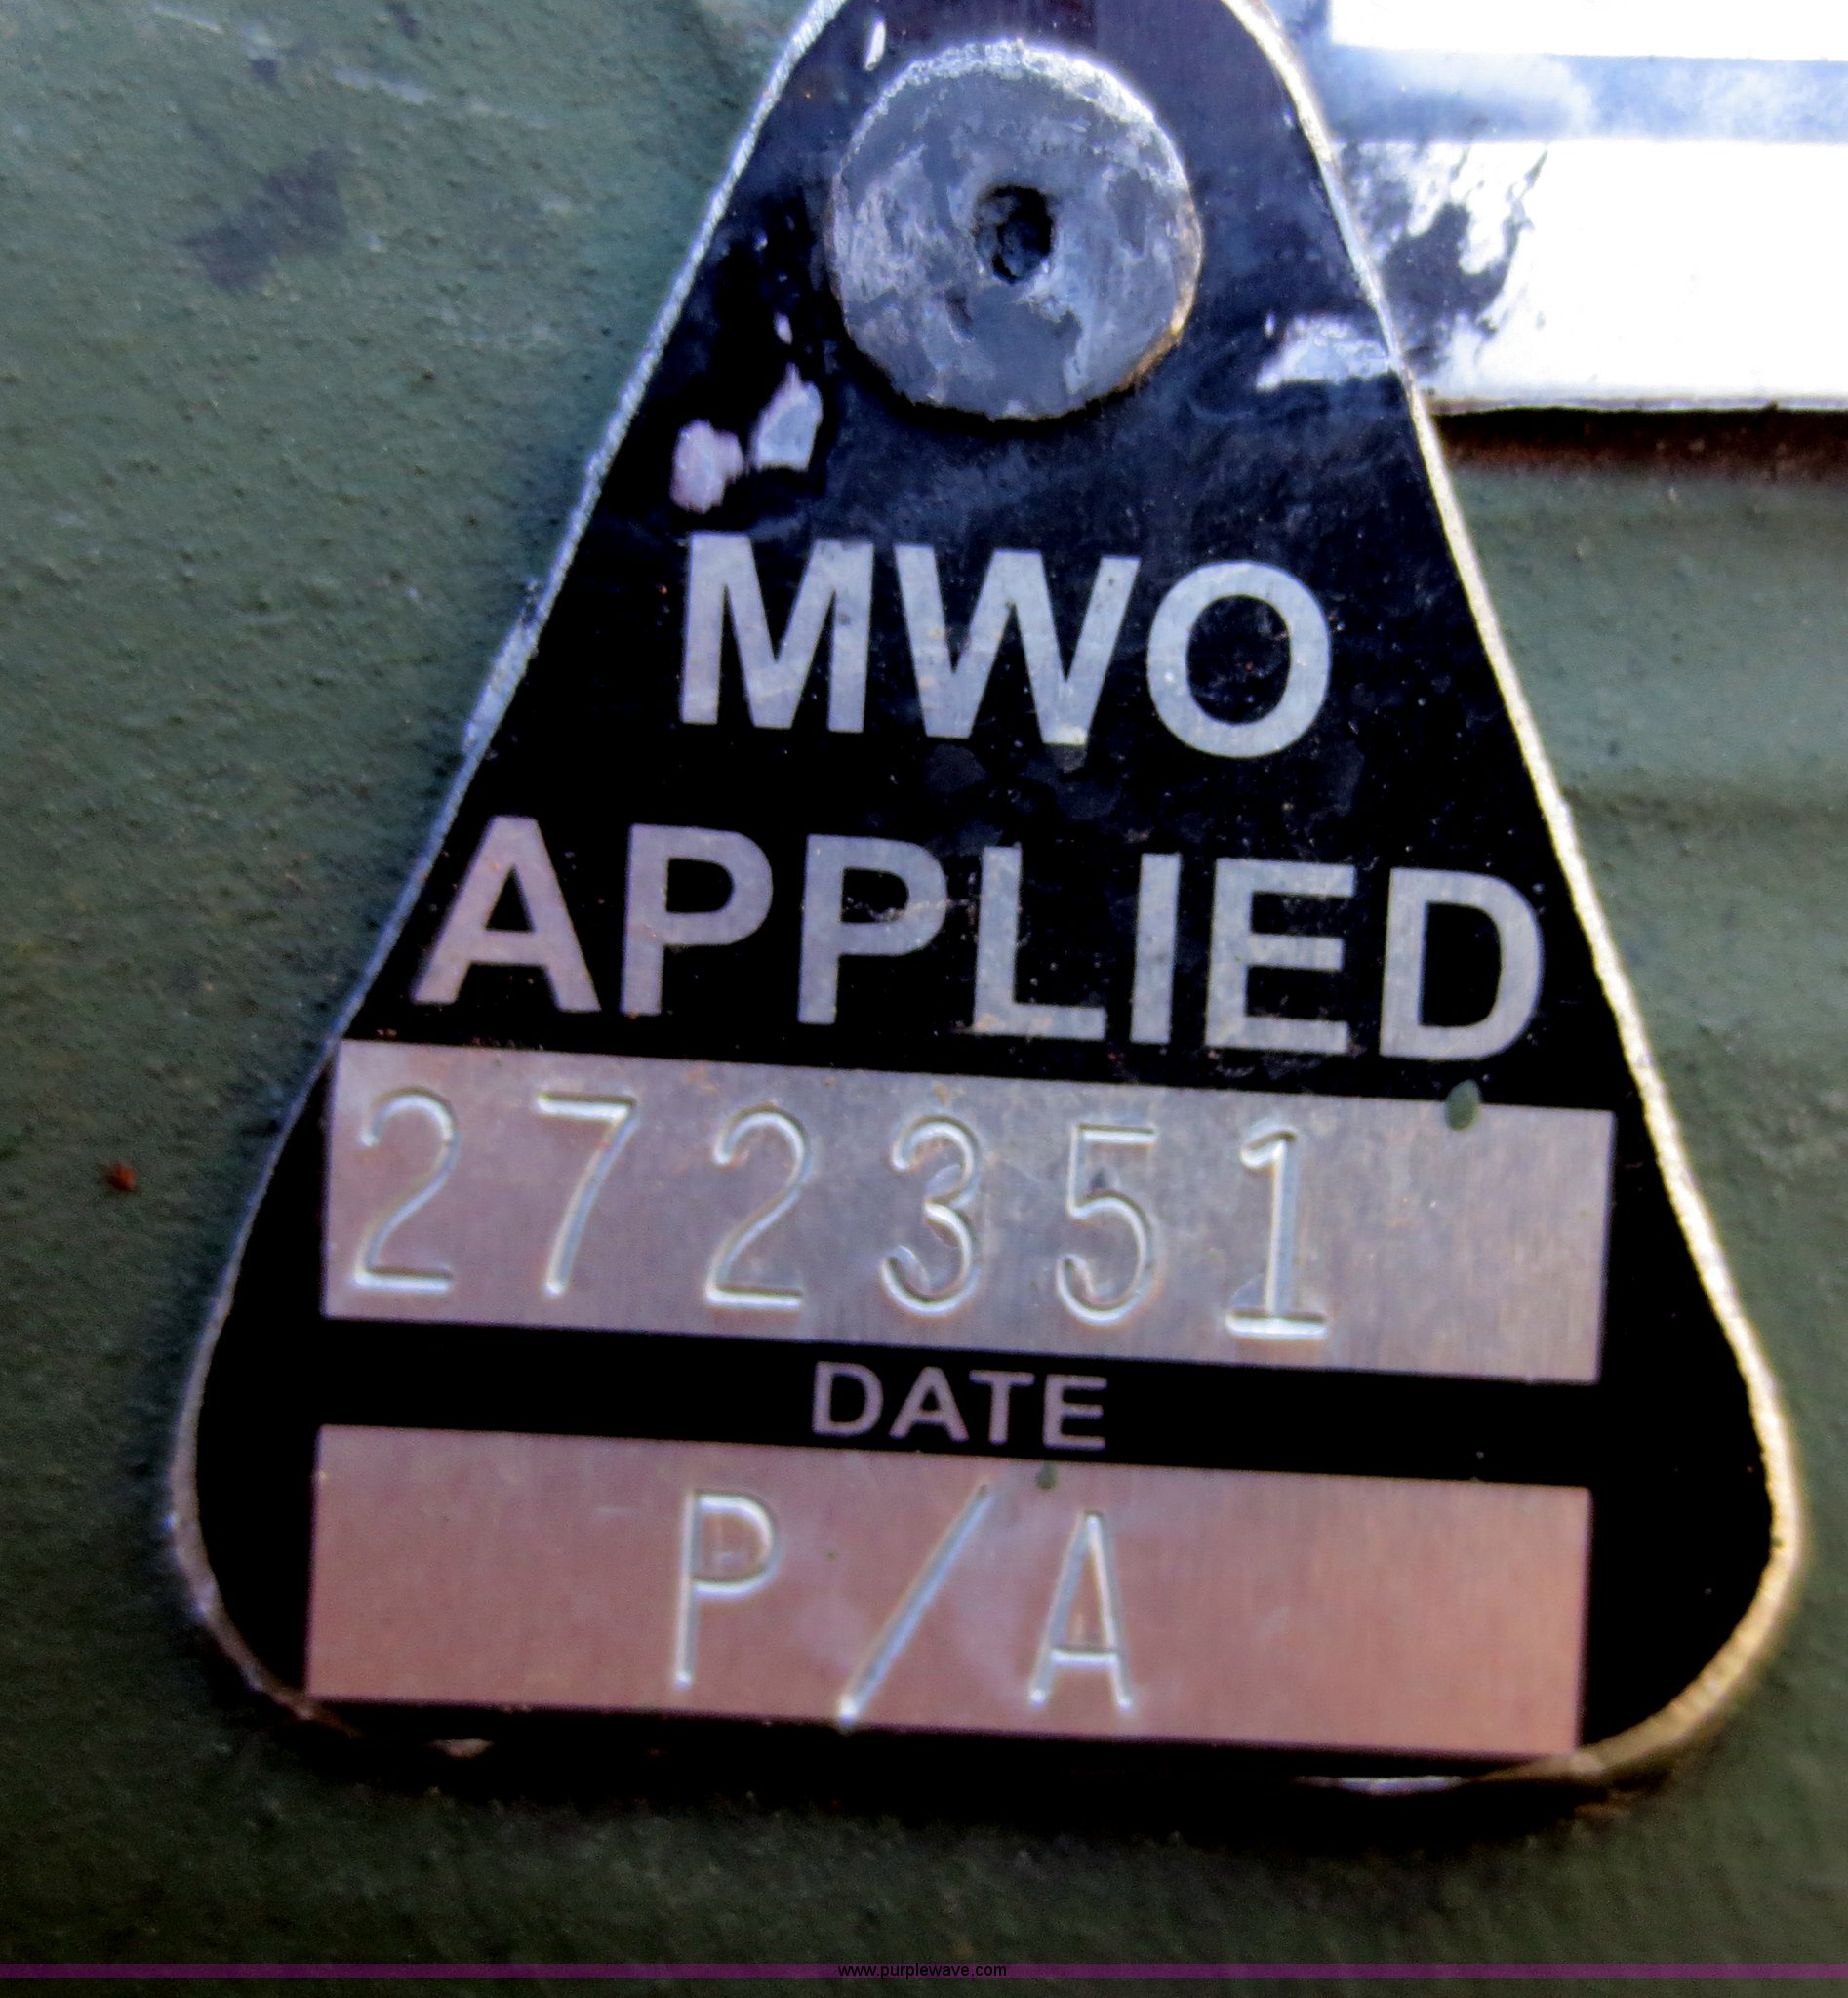 MWO
APPLIED
272351
DATE
P/A
www.purplewave.com